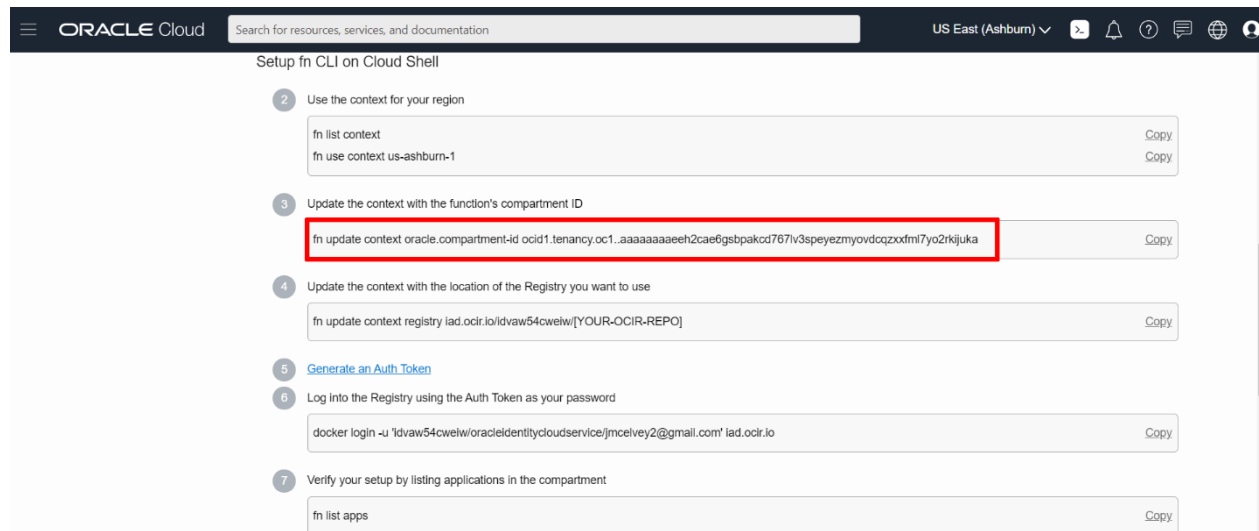 ORACLE Cloud
Search for resources, services, and documentation
US East (Ashburn)
Setup fn CLI on Cloud Shell
2 Use the context for your region
fn list context Copy
fn use context us-ashburn-1 Copy
3 Update the context with the function's compartment ID
fn update context oracle.compartment-id ocid1.tenancy.oc1..aaaaaaaaeeh2cae6gsbpakcd767lv3speyezmyovdcqzxxfml7yo2rkijuka Copy
4 Update the context with the location of the Registry you want to use
fn update context registry iad.ocir.io/idvaw54cweiw/[YOUR-OCIR-REPO] Copy
5 Generate an Auth Token
6 Log into the Registry using the Auth Token as your password
docker login -u 'idvaw54cweiw/oracleidentitycloudservice/jmcelvey2@gmail.com' iad.ocir.io Copy
7 Verify your setup by listing applications in the compartment
fn list apps Copy